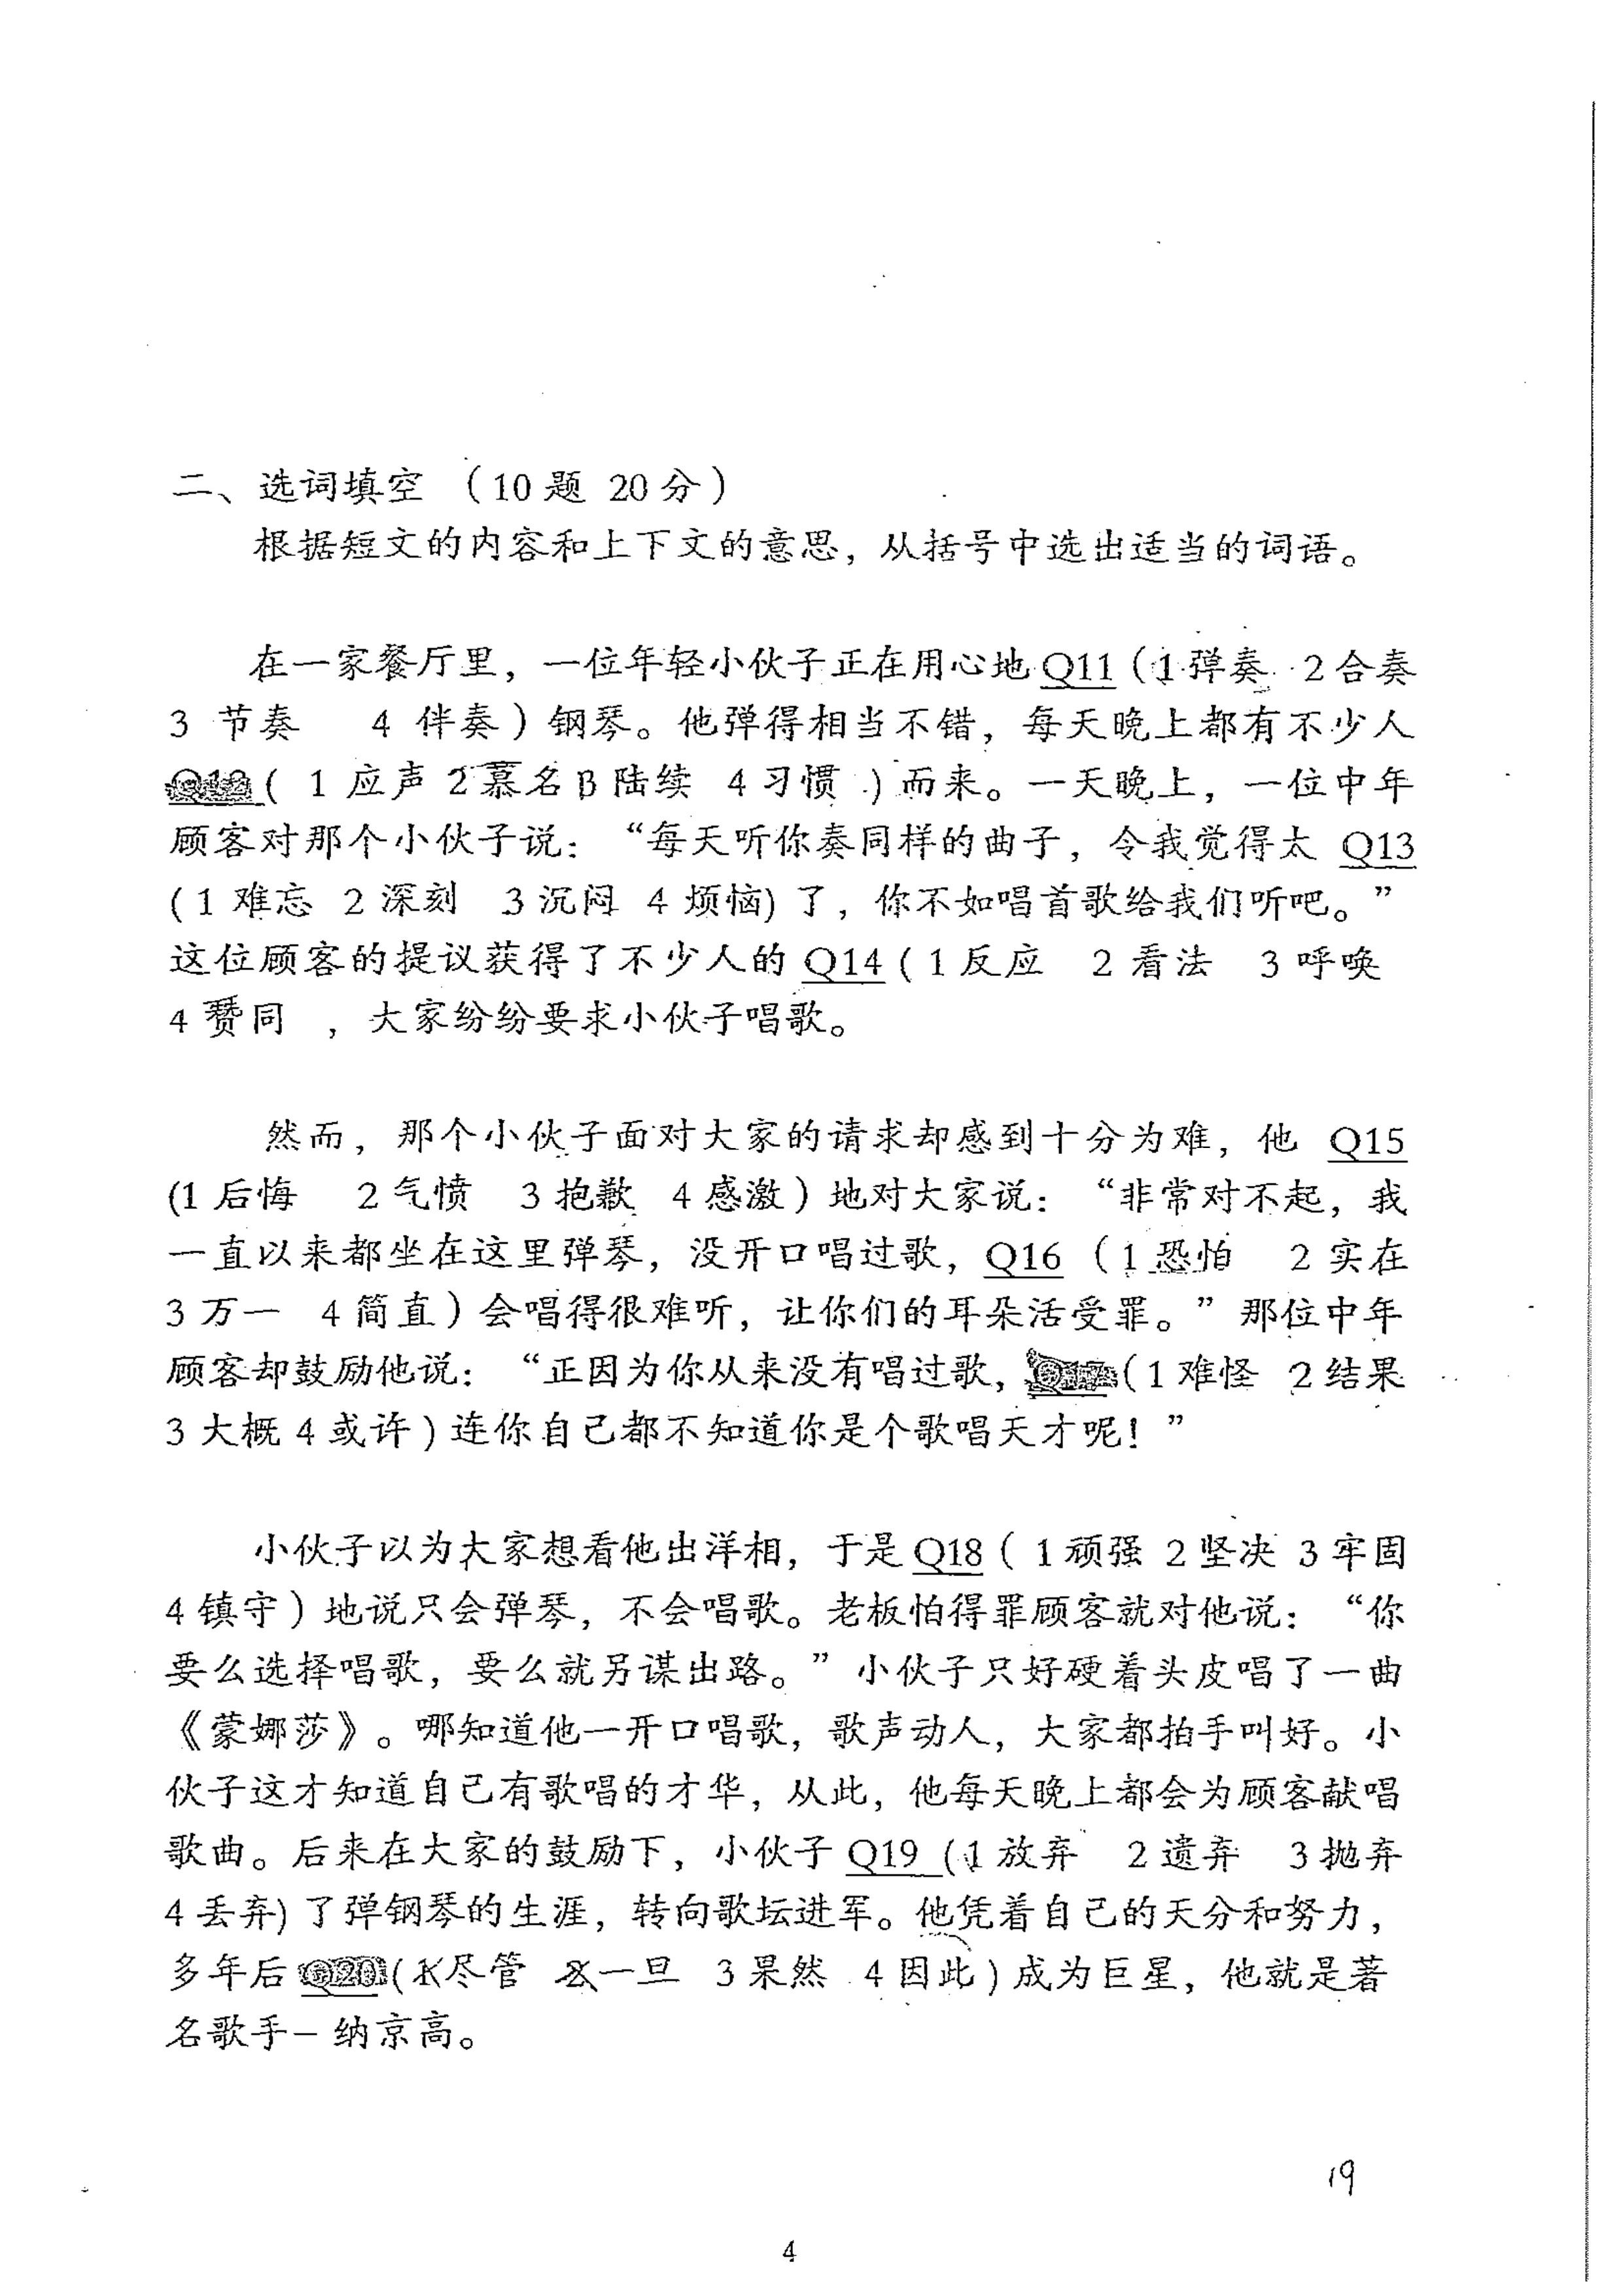 二、选词填空 （10题 20分）
根据短文的内容和上下文的意思，从括号中选出适当的词语。
在一家餐厅里，一位年轻小伙子正在用心地 Q11（1弹奏 2合奏
3 节奏 4 伴奏）钢琴。他弹得相当不错，每天晚上都有不少人
( 1 应声 2 慕名 3 陆续 4 习惯 ) 而来。一天晚上，一位中年
顾客对那个小伙子说：“每天听你奏同样的曲子，令我觉得太 Q13
(1 难忘 2 深刻 3 沉闷 4 烦恼) 了，你不如唱首歌给我们听吧。”
这位顾客的提议获得了不少人的 Q14 ( 1 反应 2 看法 3 呼唤
4 赞同 ，大家纷纷要求小伙子唱歌。
然而，那个小伙子面对大家的请求却感到十分为难，他 Q15
(1 后悔 2 气愤 3 抱歉 4 感激) 地对大家说：“非常对不起，我
一直以来都坐在这里弹琴，没开口唱过歌，Q16 （1 恐怕 2 实在
3 万一 4 简直) 会唱得很难听，让你们的耳朵活受罪。”那位中年
顾客却鼓励他说：“正因为你从来没有唱过歌，(1 难怪 2 结果
3 大概 4 或许) 连你自己都不知道你是个歌唱天才呢！”
小伙子以为大家想看他出洋相，于是 Q18 ( 1 顽强 2 坚决 3 牢固
4 镇守) 地说只会弹琴，不会唱歌。老板怕得罪顾客就对他说：“你
要么选择唱歌，要么就另谋出路。”小伙子只好硬着头皮唱了一曲
《蒙娜莎》。哪知道他一开口唱歌，歌声动人，大家都拍手叫好。小
伙子这才知道自己有歌唱的才华，从此，他每天晚上都会为顾客献唱
歌曲。后来在大家的鼓励下，小伙子 Q19 (1 放弃 2 遗弃 3 抛弃
4 丢弃) 了弹钢琴的生涯，转向歌坛进军。他凭着自己的天分和努力，
多年后 Q20 (1 尽管 2 一旦 3 果然 4 因此) 成为巨星，他就是著
名歌手–纳京高。
19
4